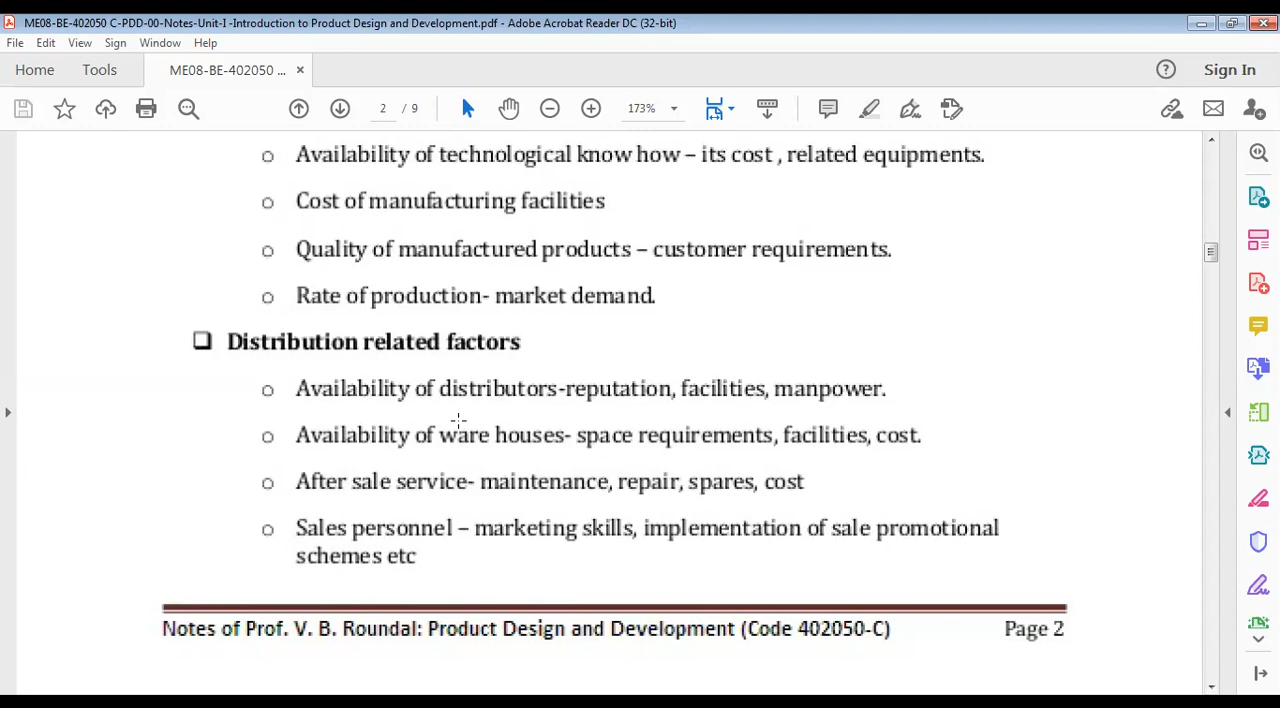 ME08-BE-402050 C-PDD-00-Notes-Unit-I -Introduction to Product Design and Development.pdf - Adobe Acrobat Reader DC (32-bit)
File Edit View Sign Window Help
Home Tools ME08-BE-402050 ... × Sign In
2 / 9 173%
o Availability of technological know how – its cost , related equipments.
o Cost of manufacturing facilities
o Quality of manufactured products – customer requirements.
o Rate of production- market demand.
❑ Distribution related factors
o Availability of distributors-reputation, facilities, manpower.
o Availability of ware houses- space requirements, facilities, cost.
o After sale service- maintenance, repair, spares, cost
o Sales personnel – marketing skills, implementation of sale promotional
schemes etc
Notes of Prof. V. B. Roundal: Product Design and Development (Code 402050-C) Page 2